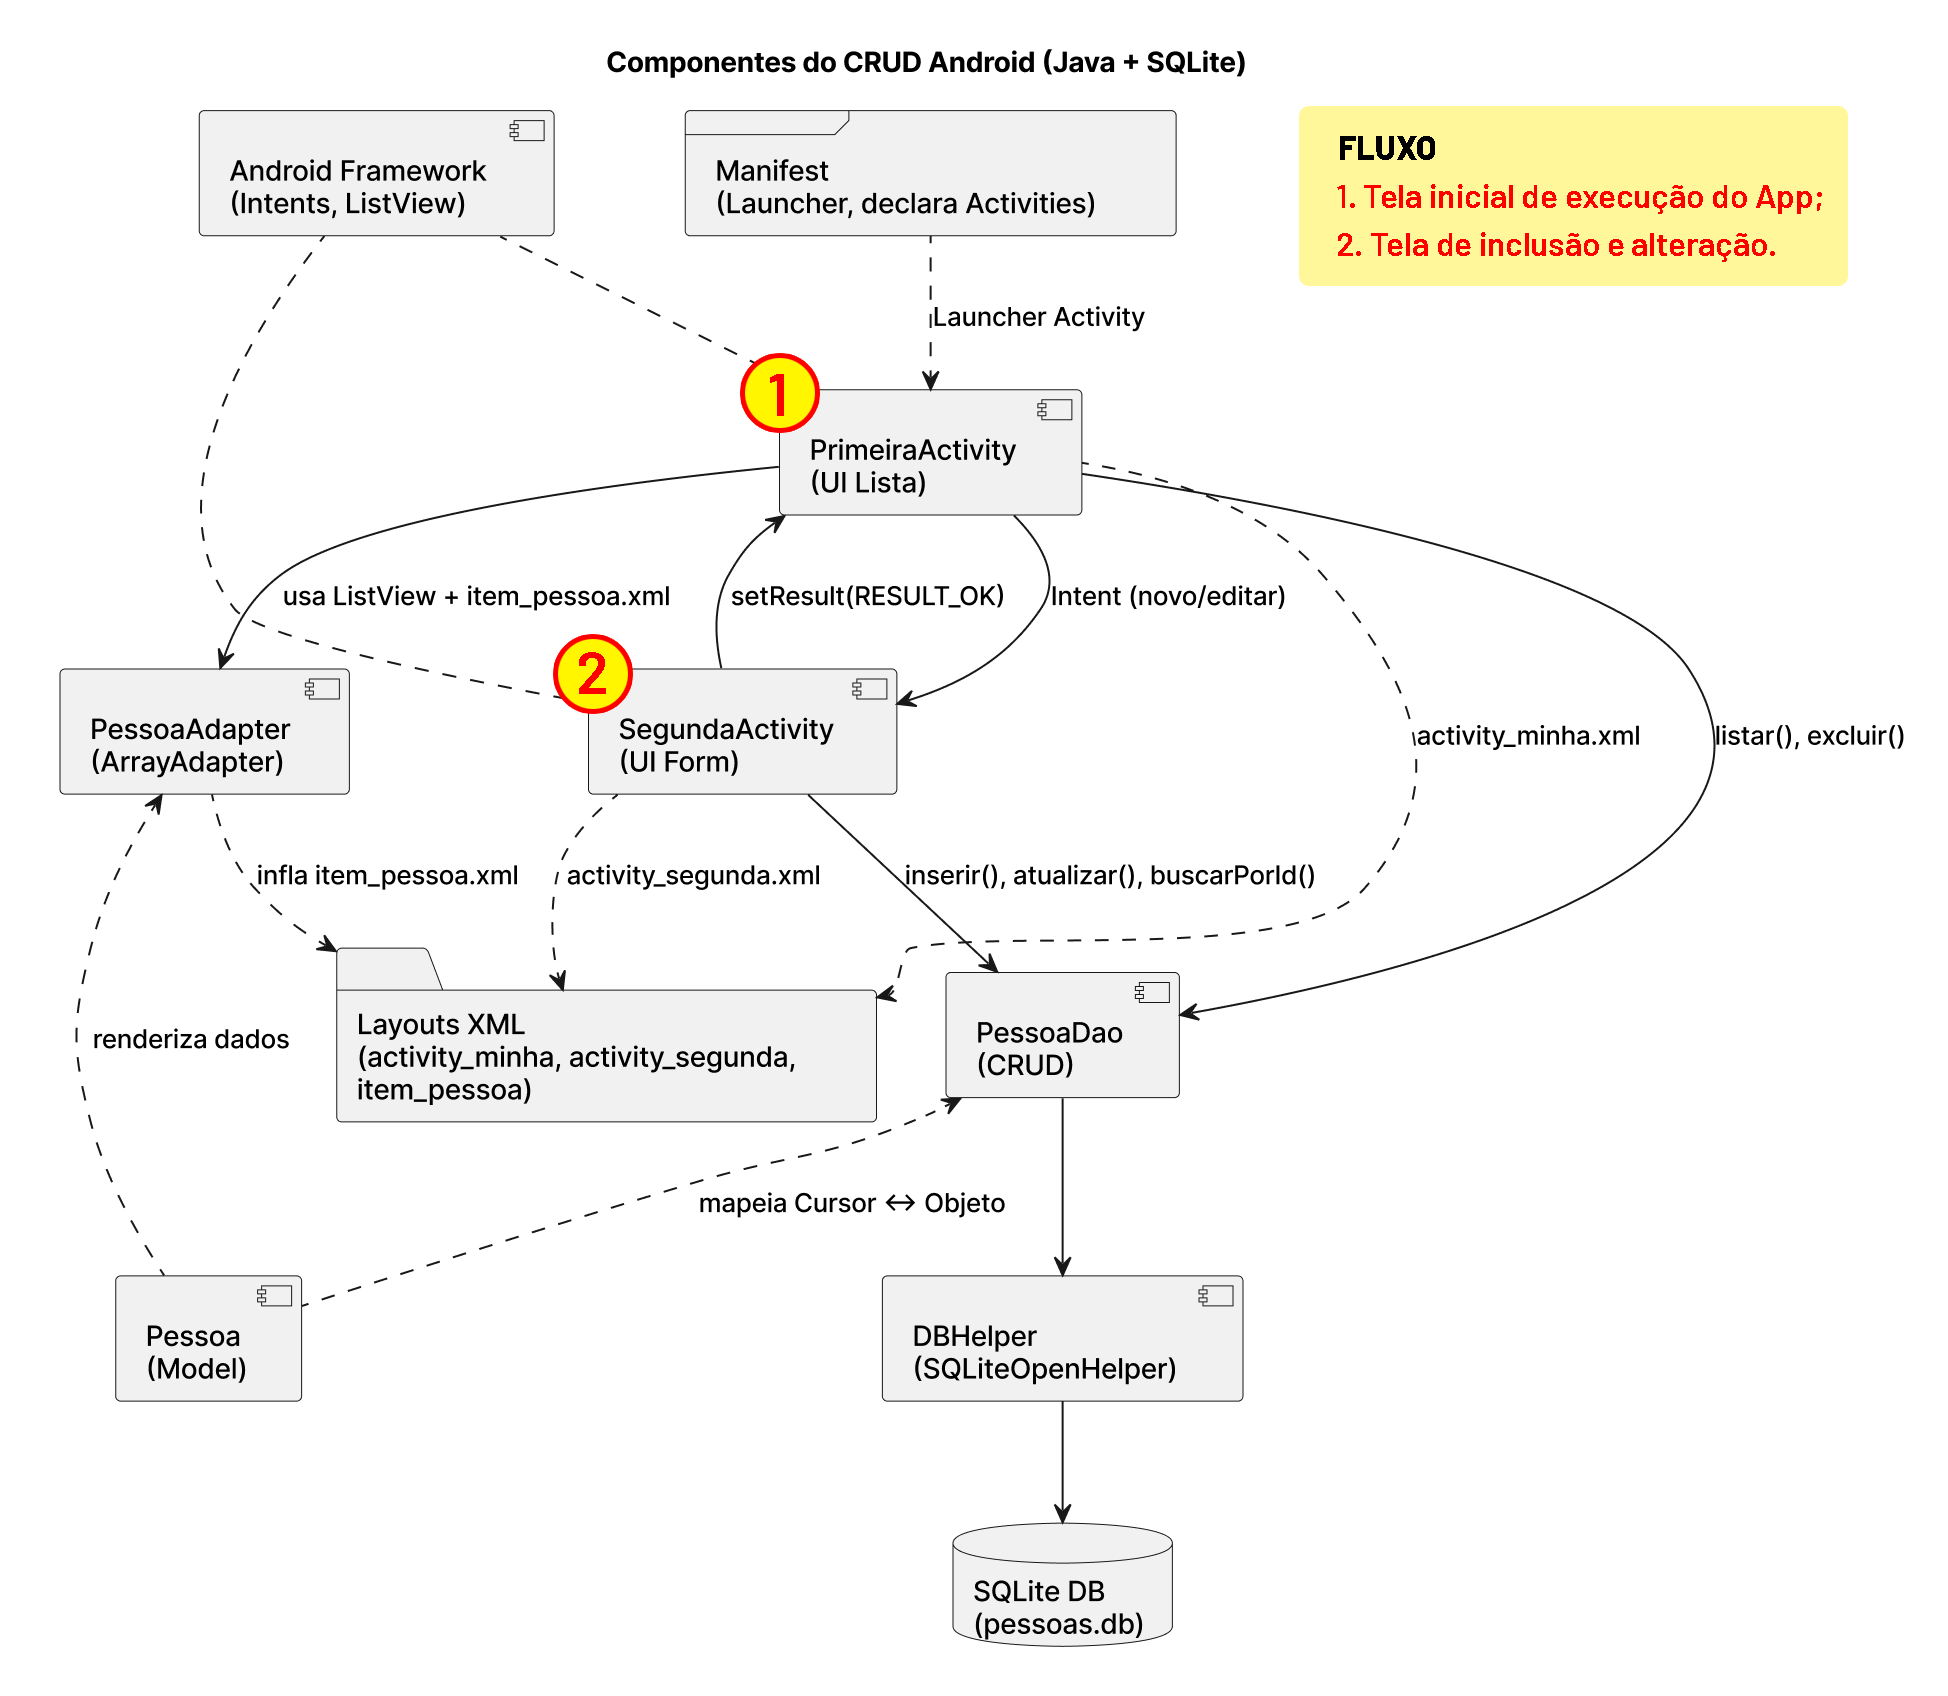 Componentes do CRUD Android (Java + SQLite)
Android Framework
(Intents, ListView)
Manifest
(Launcher, declara Activities)
FLUXO
1. Tela inicial de execução do App;
2. Tela de inclusão e alteração.
Launcher Activity
1
PrimeiraActivity
(UI Lista)
usa ListView + item_pessoa.xml
setResult(RESULT_OK)
Intent (novo/editar)
2
PessoaAdapter
(ArrayAdapter)
SegundaActivity
(UI Form)
activity_minha.xml
listar(), excluir()
infla item_pessoa.xml
activity_segunda.xml
inserir(), atualizar(), buscarPorId()
Layouts XML
(activity_minha, activity_segunda,
item_pessoa)
PessoaDao
(CRUD)
renderiza dados
mapeia Cursor ↔ Objeto
Pessoa
(Model)
DBHelper
(SQLiteOpenHelper)
SQLite DB
(pessoas.db)